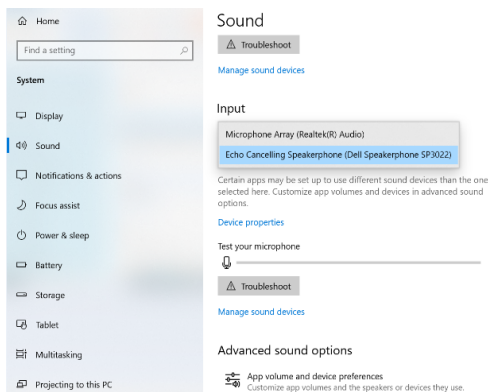 Home
Find a setting
System
Display
Sound
Notifications & actions
Focus assist
Power & sleep
Battery
Storage
Tablet
Multitasking
Projecting to this PC
Sound
Troubleshoot
Manage sound devices
Input
Microphone Array (Realtek(R) Audio)
Echo Cancelling Speakerphone (Dell Speakerphone SP3022)
Certain apps may be set up to use different sound devices than the one
selected here. Customize app volumes and devices in advanced sound
options.
Device properties
Test your microphone
Troubleshoot
Manage sound devices
Advanced sound options
App volume and device preferences
Customize app volumes and the speakers or devices they use.